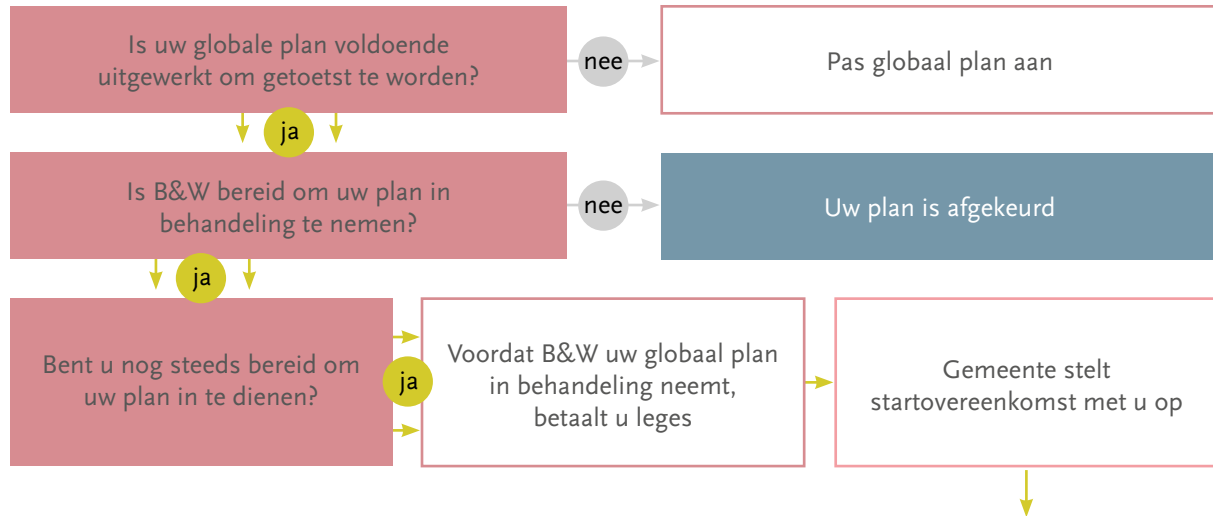 Is uw globale plan voldoende
uitgewerkt om getoetst te worden?
nee
Pas globaal plan aan
ja
Is B&W bereid om uw plan in
behandeling te nemen?
nee
Uw plan is afgekeurd
ja
Bent u nog steeds bereid om
uw plan in te dienen?
ja
Voordat B&W uw globaal plan
in behandeling neemt,
betaalt u leges
Gemeente stelt
startovereenkomst met u op